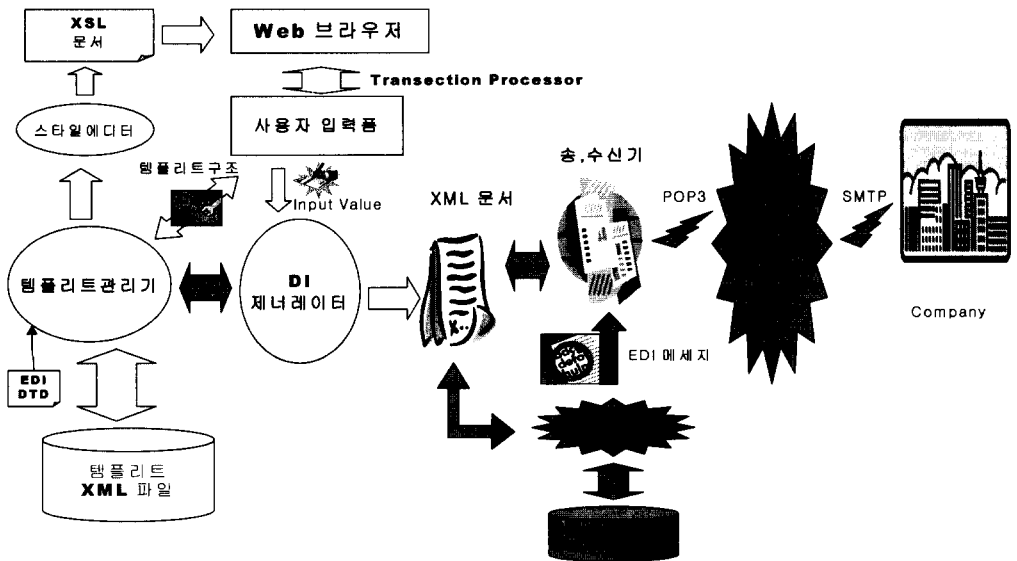 XSL
문서
Web 브라우저
Transection Processor
스타일에디터
사용자 입력폼
템플리트구조
Input Value
XML 문서
송,수신기
POP3
SMTP
템플리트관리기
DI
제너레이터
Company
EDI 메세지
EDI
DTD
템플리트
XML 파일